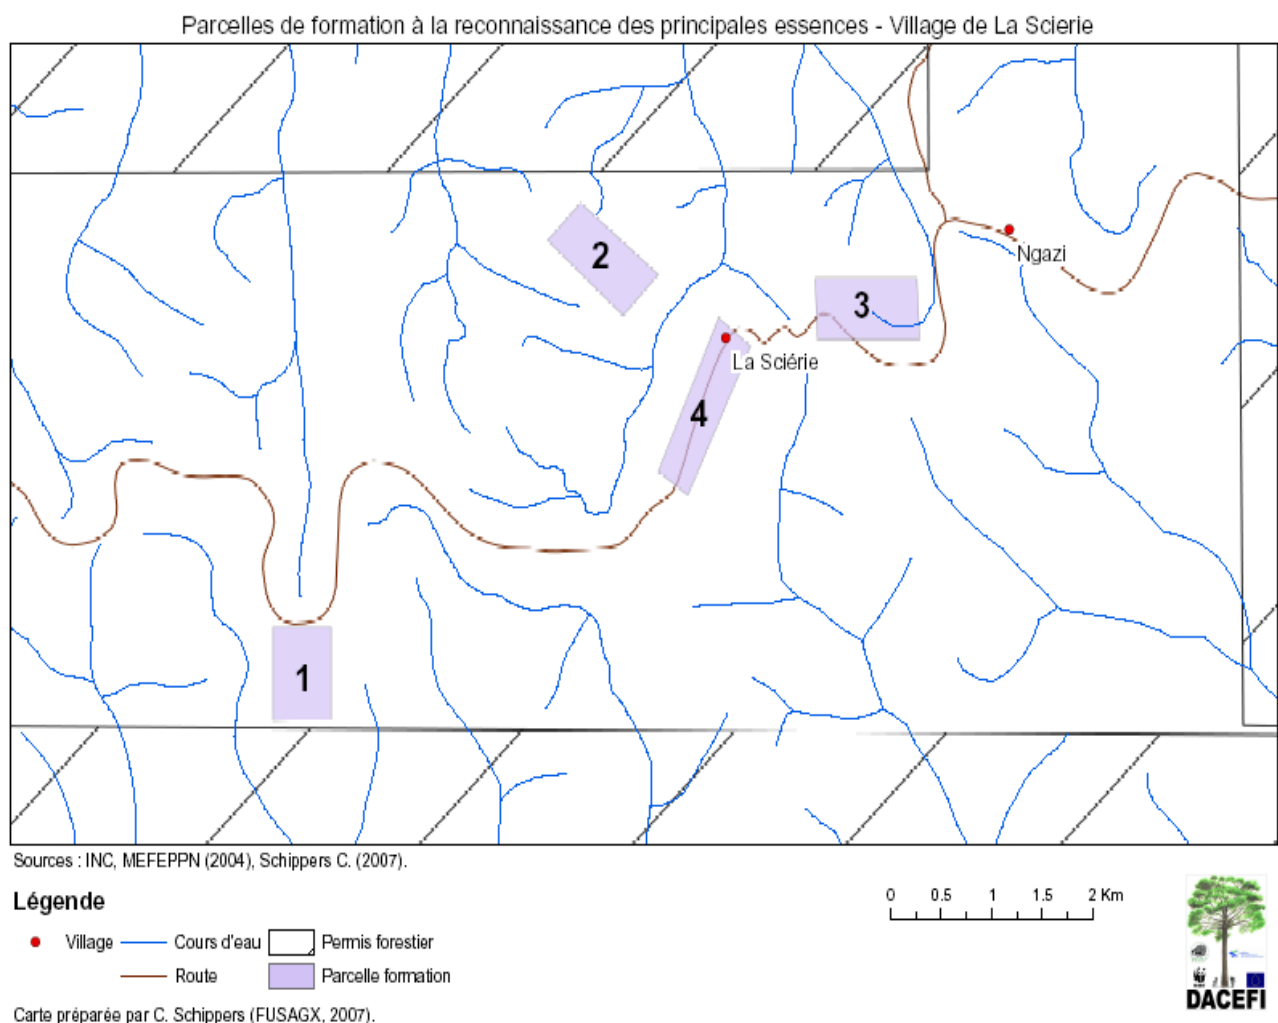 Parcelles de formation à la reconnaissance des principales essences - Village de La Scierie
2
Ngazi
3
La Sciérie
4
1
Sources : INC, MEFEPPN (2004), Schippers C. (2007).
Légende
Village
Cours d'eau
Permis forestier
Route
Parcelle formation
0 0.5 1 1.5 2 Km
DACEFI
Carte préparée par C. Schippers (FUSAGX, 2007).